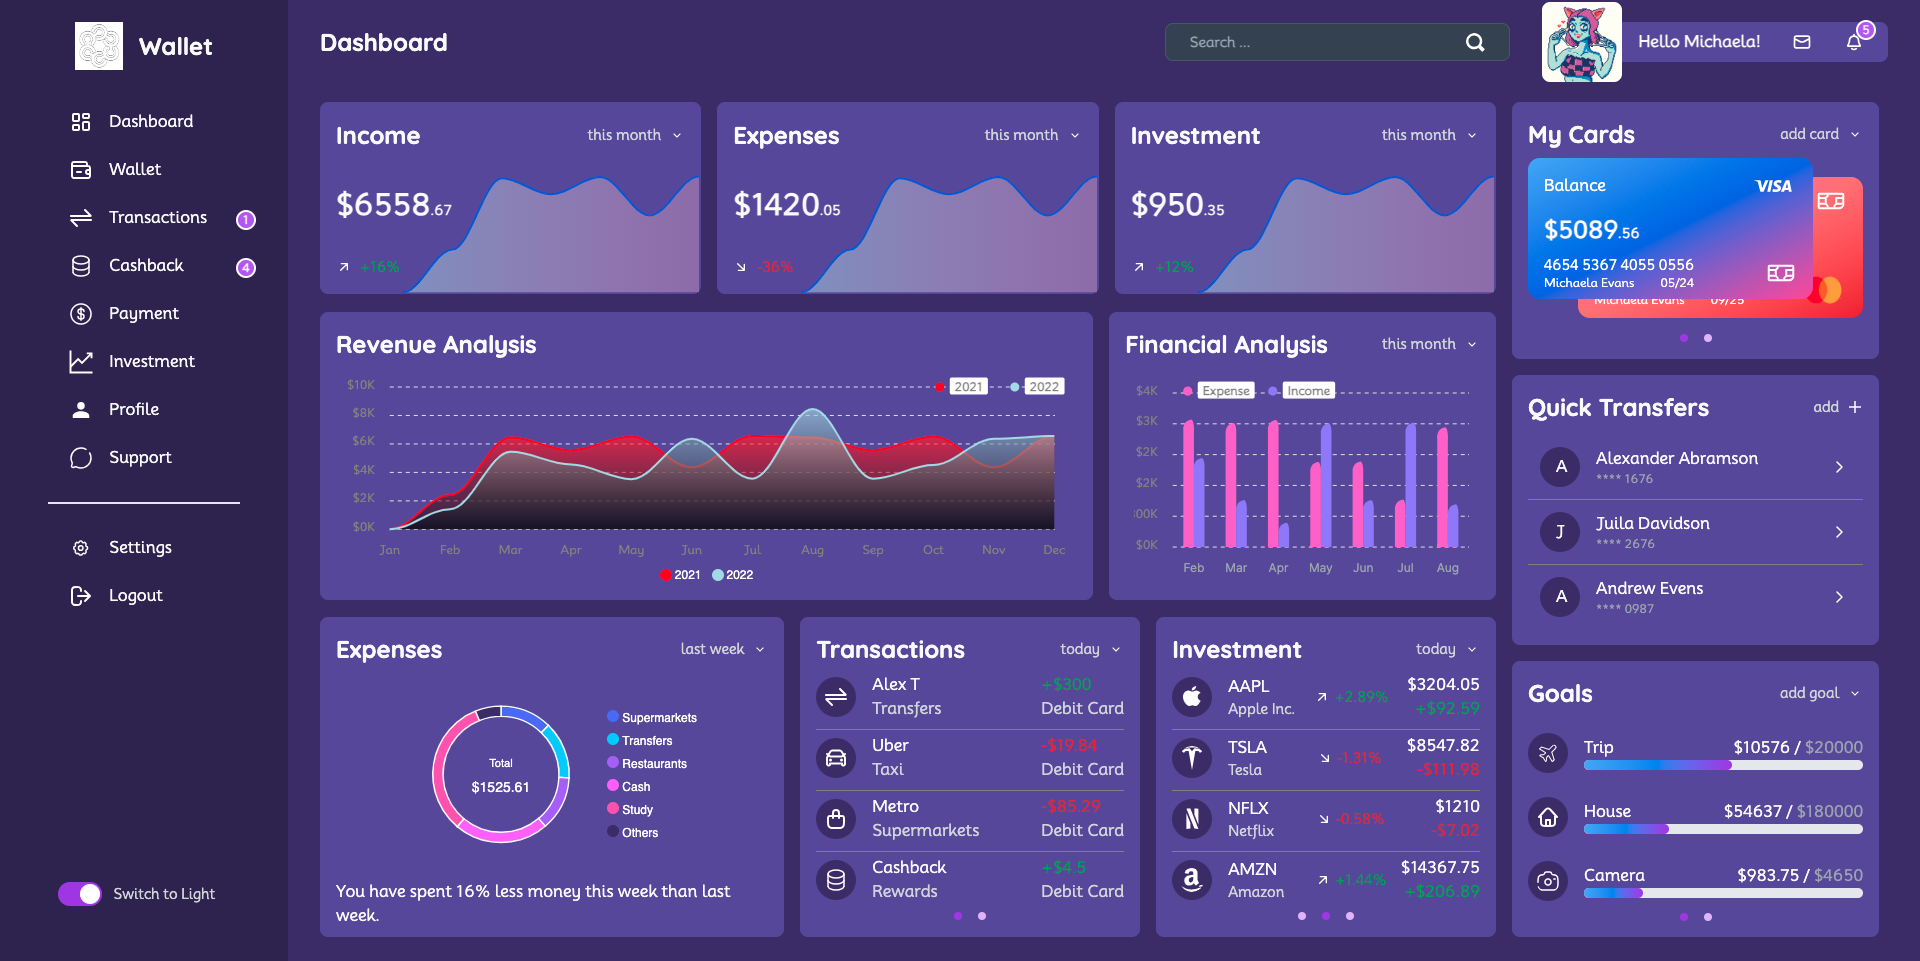 Wallet
Dashboard
Wallet
Transactions
1
Cashback
4
Payment
Investment
Profile
Support
Settings
Logout
Switch to Light
Dashboard
Search ...
Hello Michaela!
5
Income
this month
$6558.67
+16%
Expenses
this month
$1420.05
-36%
Investment
this month
$950.35
+12%
My Cards
add card
Balance
VISA
$5089.56
4654 5367 4055 0556
Michaela Evans 05/24
Michaela Evans 09/25
Revenue Analysis
2021
2022
$10K
$8K
$6K
$4K
$2K
$0K
Jan Feb Mar Apr May Jun Jul Aug Sep Oct Nov Dec
2021 2022
Financial Analysis
this month
Expense Income
$4K
$3K
$2K
$2K
00K
$0K
Feb Mar Apr May Jun Jul Aug
Quick Transfers
add
A
Alexander Abramson
**** 1676
J
Juila Davidson
**** 2676
A
Andrew Evens
**** 0987
Expenses
last week
Total
$1525.61
Supermarkets
Transfers
Restaurants
Cash
Study
Others
You have spent 16% less money this week than last
week.
Transactions
today
Alex T +$300
Transfers Debit Card
Uber -$19.84
Taxi Debit Card
Metro -$85.29
Supermarkets Debit Card
Cashback +$4.5
Rewards Debit Card
Investment
today
AAPL +2.89% $3204.05
Apple Inc. +$92.59
TSLA -1.31% $8547.82
Tesla -$111.98
NFLX -0.58% $1210
Netflix -$7.02
AMZN +1.44% $14367.75
Amazon +$206.89
Goals
add goal
Trip $10576 / $20000
House $54637 / $180000
Camera $983.75 / $4650